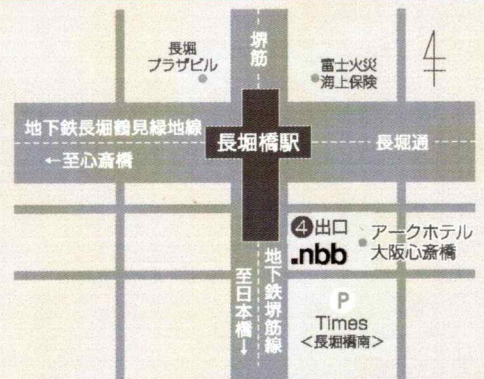 長堀
プラザビル
堺筋
富士火災
海上保険
地下鉄長堀鶴見緑地線
←至心斎橋
長堀橋駅
長堀通
❹出口
.nbb
アークホテル
大阪心斎橋
地下鉄堺筋線
至日本橋→
P
Times
<長堀橋南>